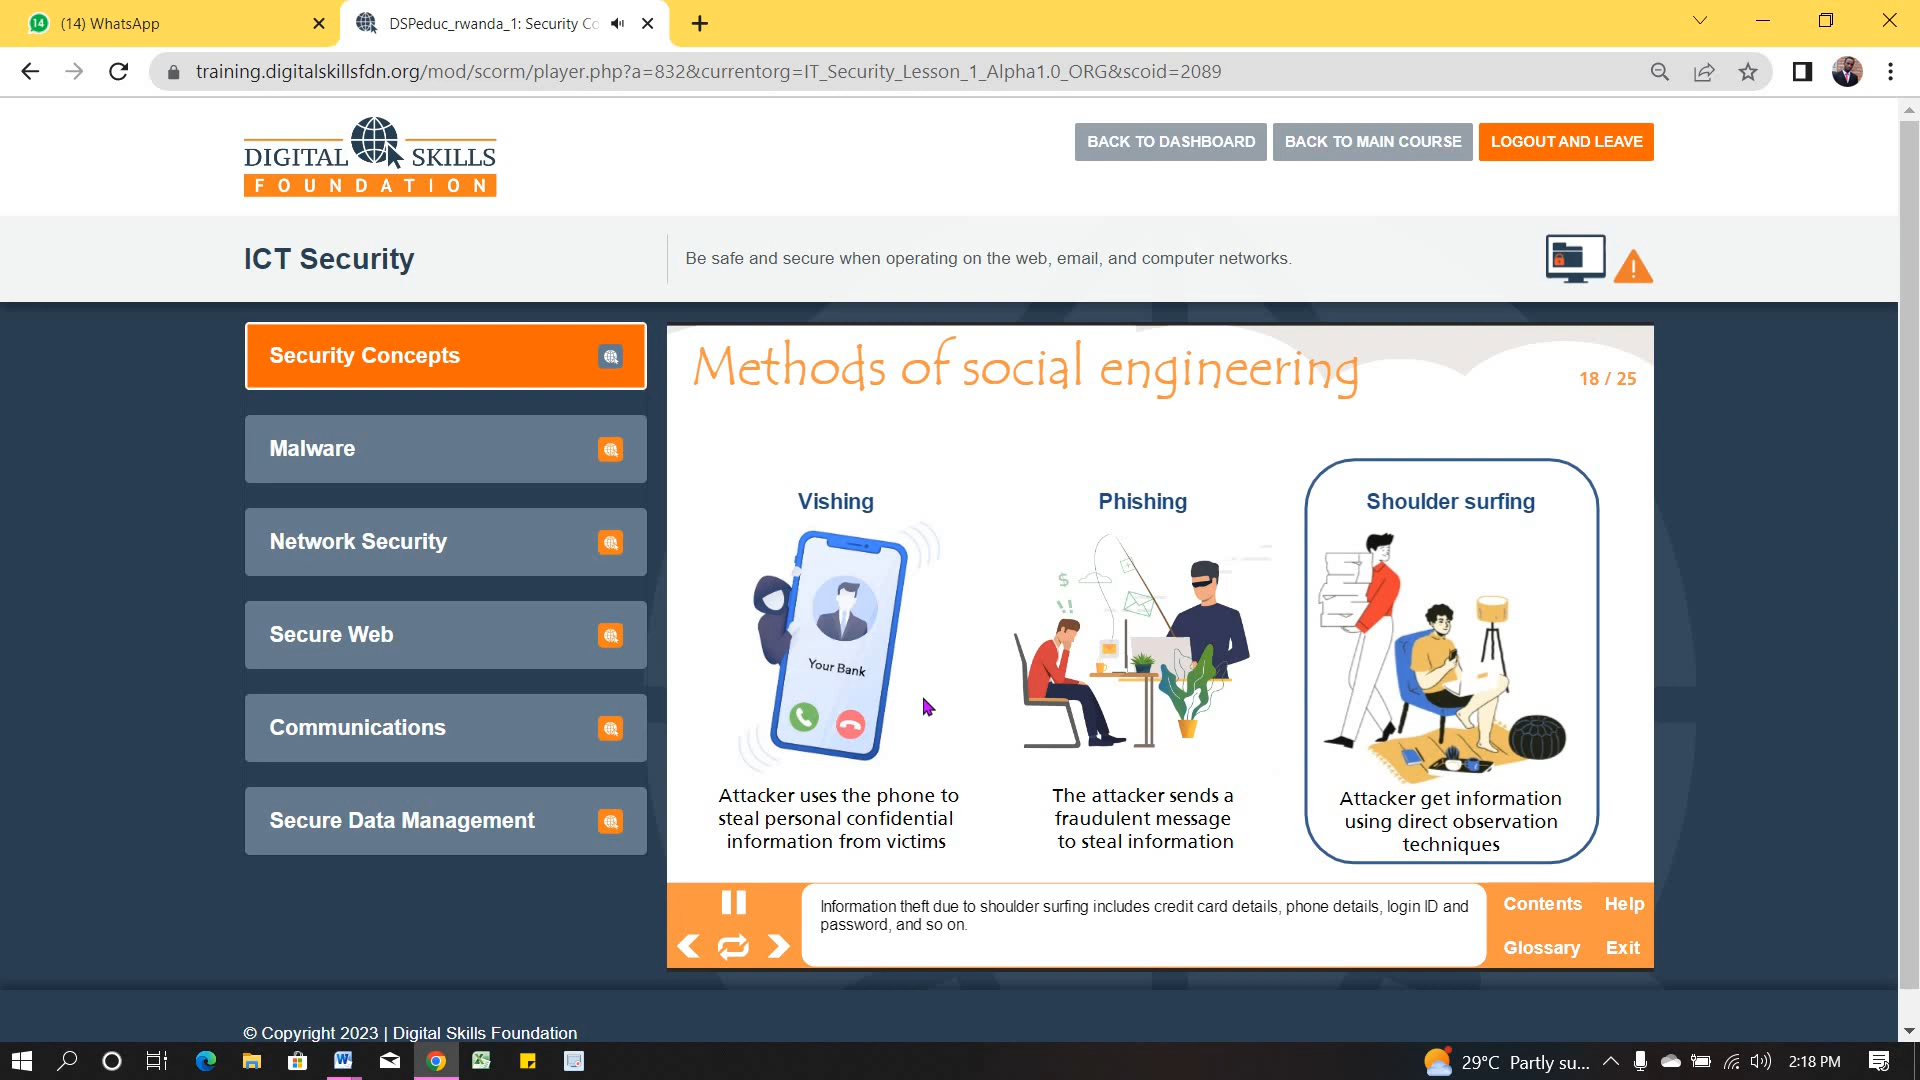 14
(14) WhatsApp
DSPeduc_rwanda_1: Security Co
training.digitalskillsfdn.org/mod/scorm/player.php?a=832&currentorg=IT_Security_Lesson_1_Alpha1.0_ORG&scoid=2089
DIGITAL SKILLS
FOUNDATION
BACK TO DASHBOARD
BACK TO MAIN COURSE
LOGOUT AND LEAVE
ICT Security
Be safe and secure when operating on the web, email, and computer networks.
Security Concepts
Malware
Network Security
Secure Web
Communications
Secure Data Management
Methods of social engineering
18 / 25
Vishing
Your Bank
Attacker uses the phone to
steal personal confidential
information from victims
Phishing
The attacker sends a
fraudulent message
to steal information
Shoulder surfing
Attacker get information
using direct observation
techniques
Information theft due to shoulder surfing includes credit card details, phone details, login ID and
password, and so on.
Contents
Help
Glossary
Exit
© Copyright 2023 | Digital Skills Foundation
29°C Partly su...
2:18 PM